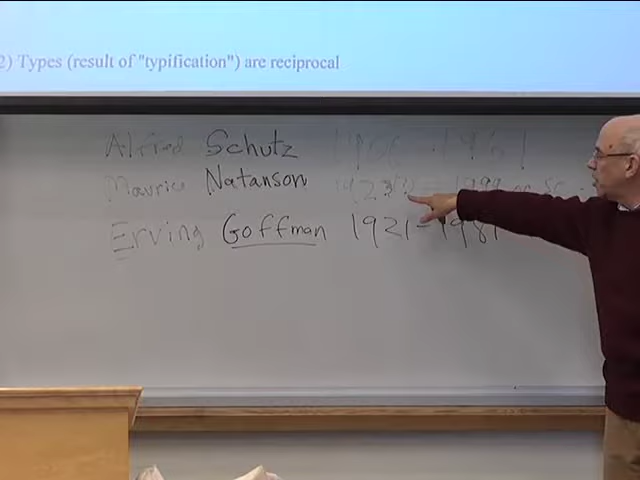 2) Types (result of "typification") are reciprocal
Alfred Schutz
Maurice Natanson
Erving Goffman 1921-1981